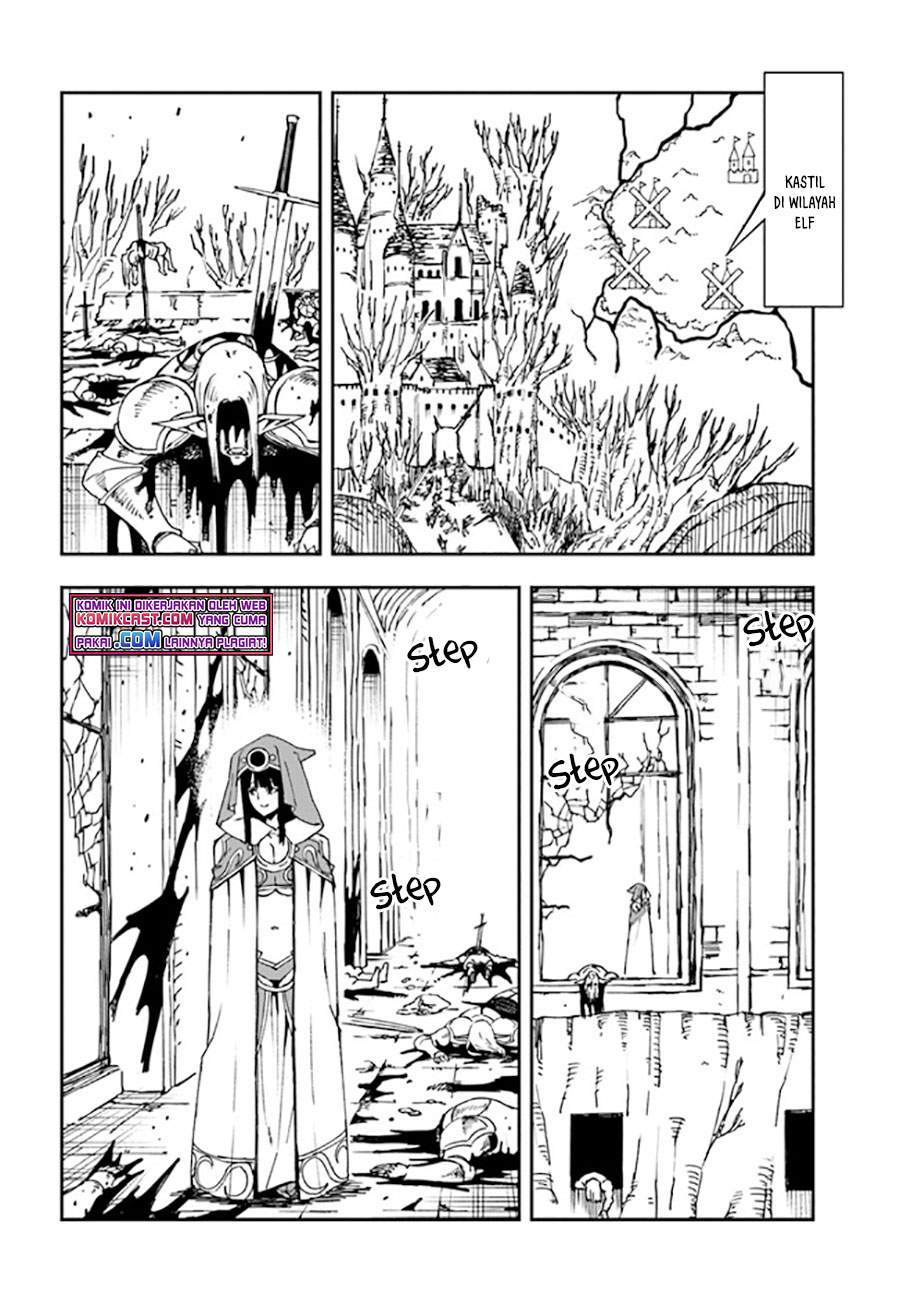 KASTIL
DI WILAYAH
ELF
KOMIK INI DIKERJAKAN OLEH WEB
KOMIKCAST.COM YANG CUMA
PAKAI .COM LAINNYA PLAGIAT!
Step
Step
Step
Step